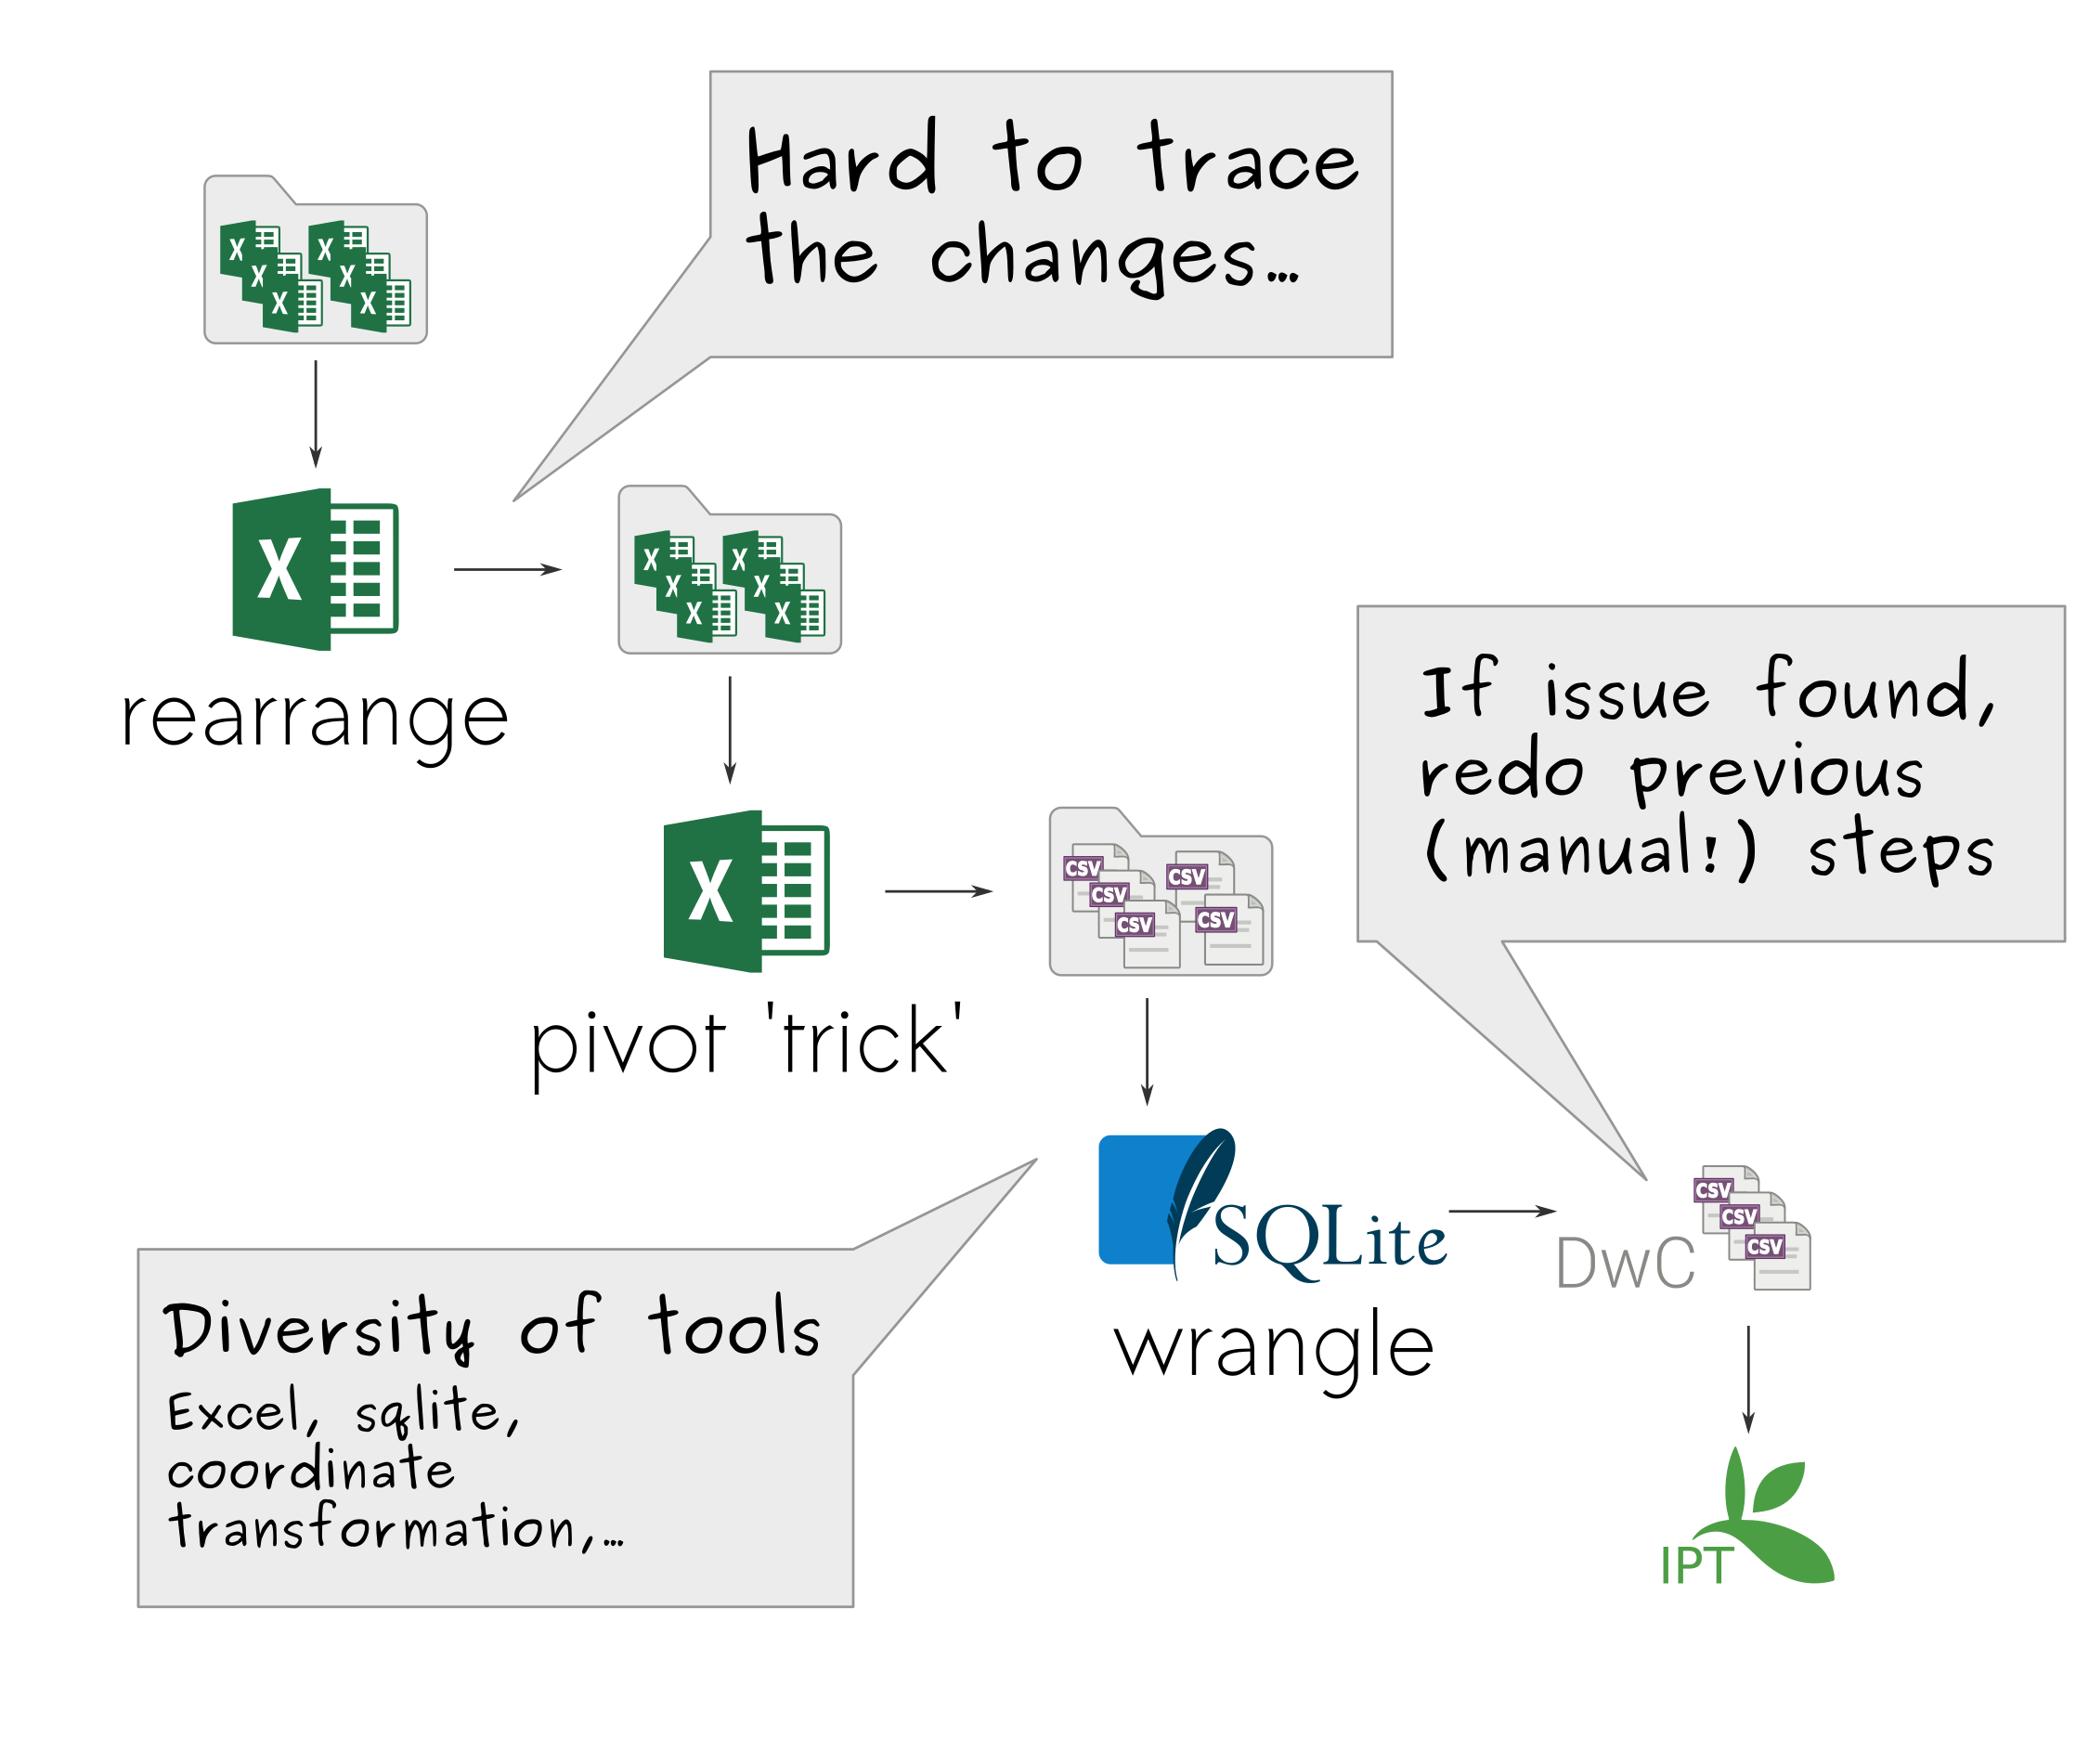 Hard to trace
the changes...
X X
X X
X X
X
rearrange
X X
X X
X X
If issue found,
redo previous
(manual!) steps
X
pivot 'trick'
CSV CSV
CSV
CSV CSV
SQLite
wrangle
DwC
CSV
CSV
CSV
Diversity of tools
Excel, sqlite,
coordinate
transformation,...
IPT